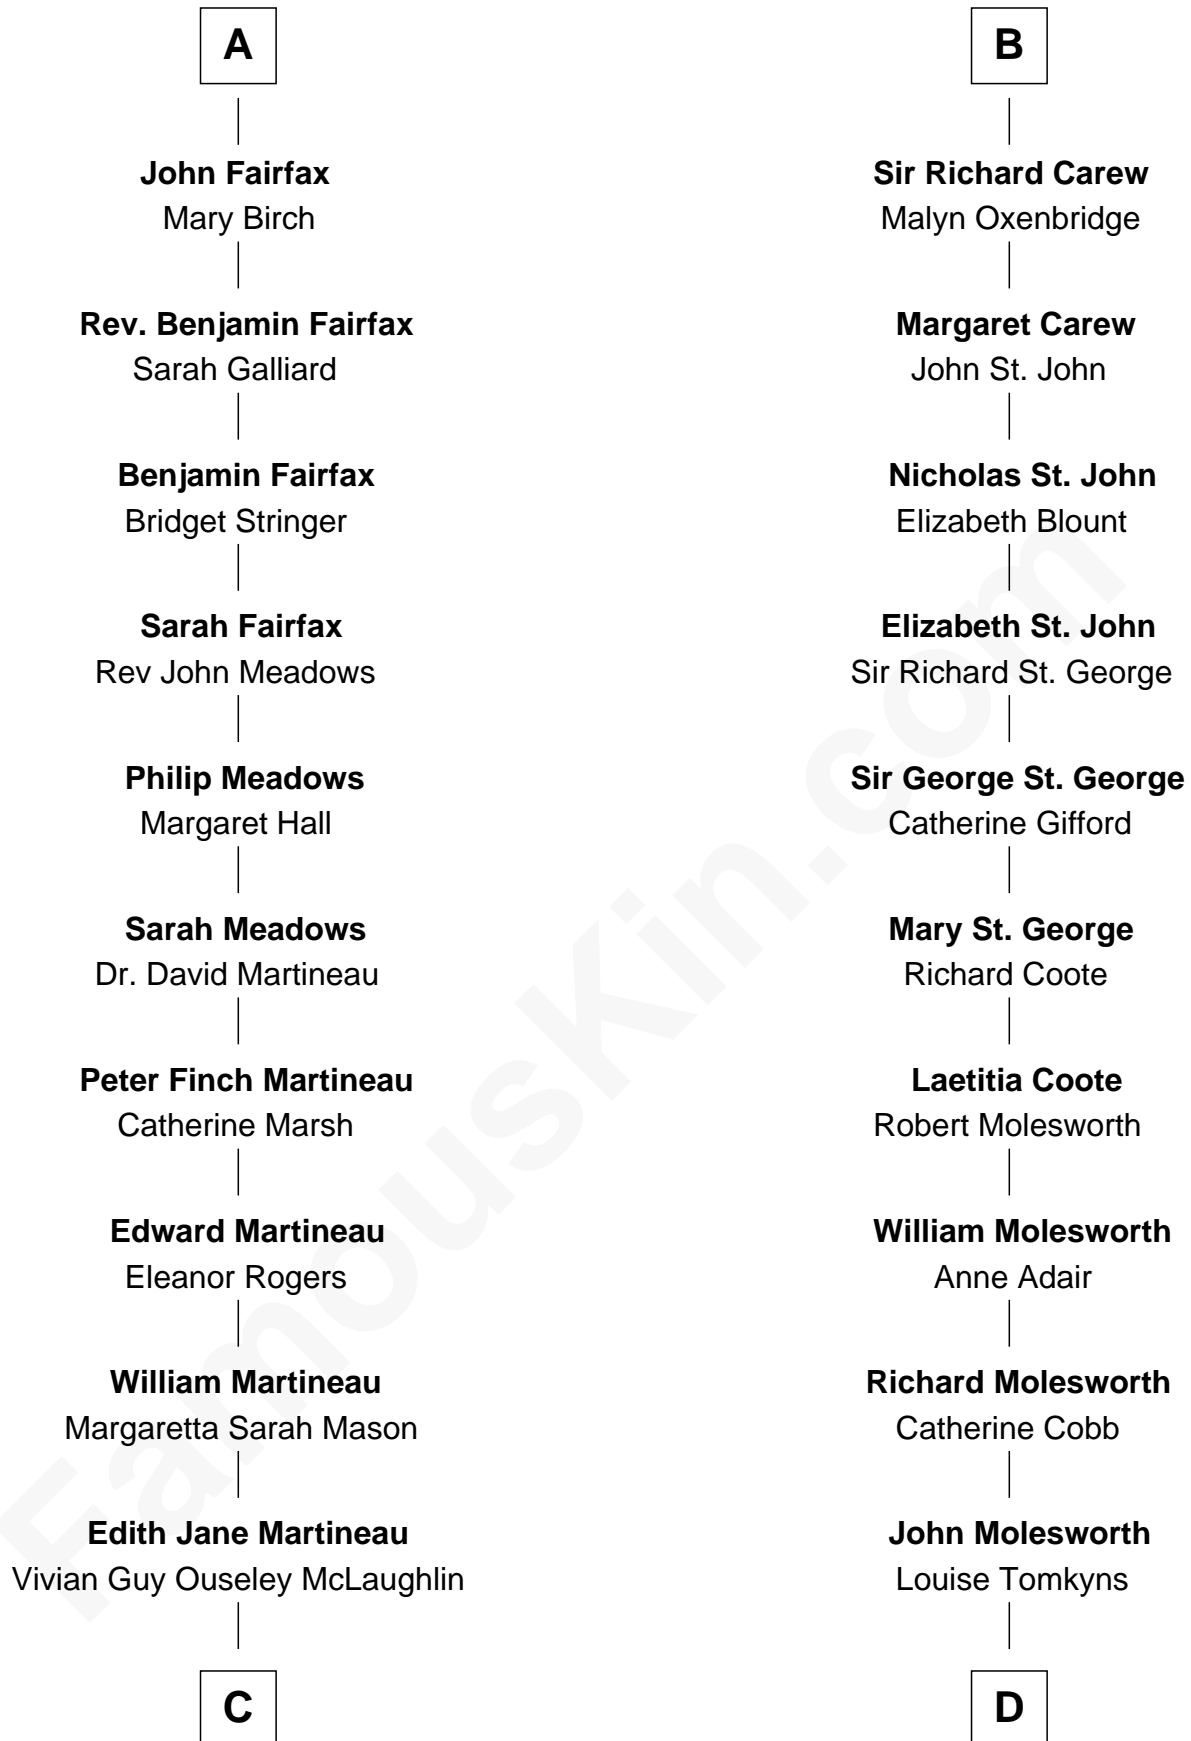 A
John Fairfax
Mary Birch
Rev. Benjamin Fairfax
Sarah Galliard
Benjamin Fairfax
Bridget Stringer
Sarah Fairfax
Rev John Meadows
Philip Meadows
Margaret Hall
Sarah Meadows
Dr. David Martineau
Peter Finch Martineau
Catherine Marsh
Edward Martineau
Eleanor Rogers
William Martineau
Margaretta Sarah Mason
Edith Jane Martineau
Vivian Guy Ouseley McLaughlin
C
B
Sir Richard Carew
Malyn Oxenbridge
Margaret Carew
John St. John
Nicholas St. John
Elizabeth Blount
Elizabeth St. John
Sir Richard St. George
Sir George St. George
Catherine Gifford
Mary St. George
Richard Coote
Laetitia Coote
Robert Molesworth
William Molesworth
Anne Adair
Richard Molesworth
Catherine Cobb
John Molesworth
Louise Tomkyns
D
FamousKin.com